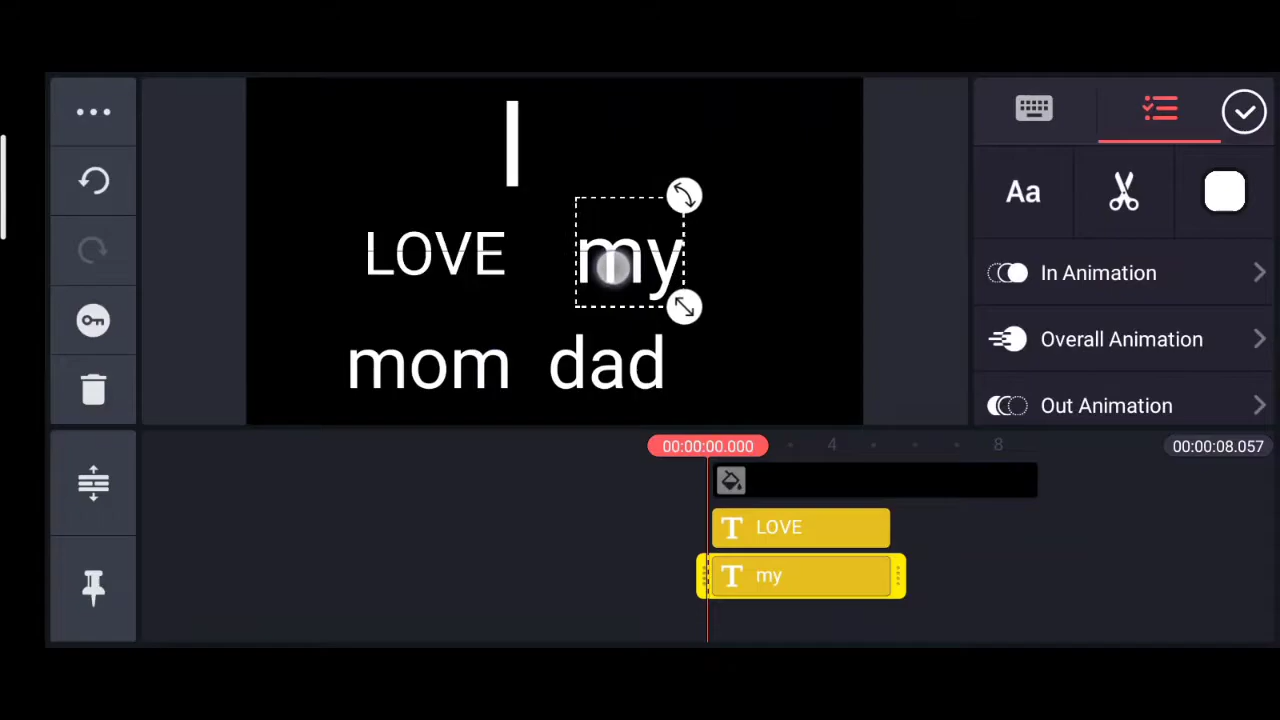 I
LOVE my
mom dad
Aa
In Animation
Overall Animation
Out Animation
00:00:00.000 4 8 00:00:08.057
T LOVE
T my